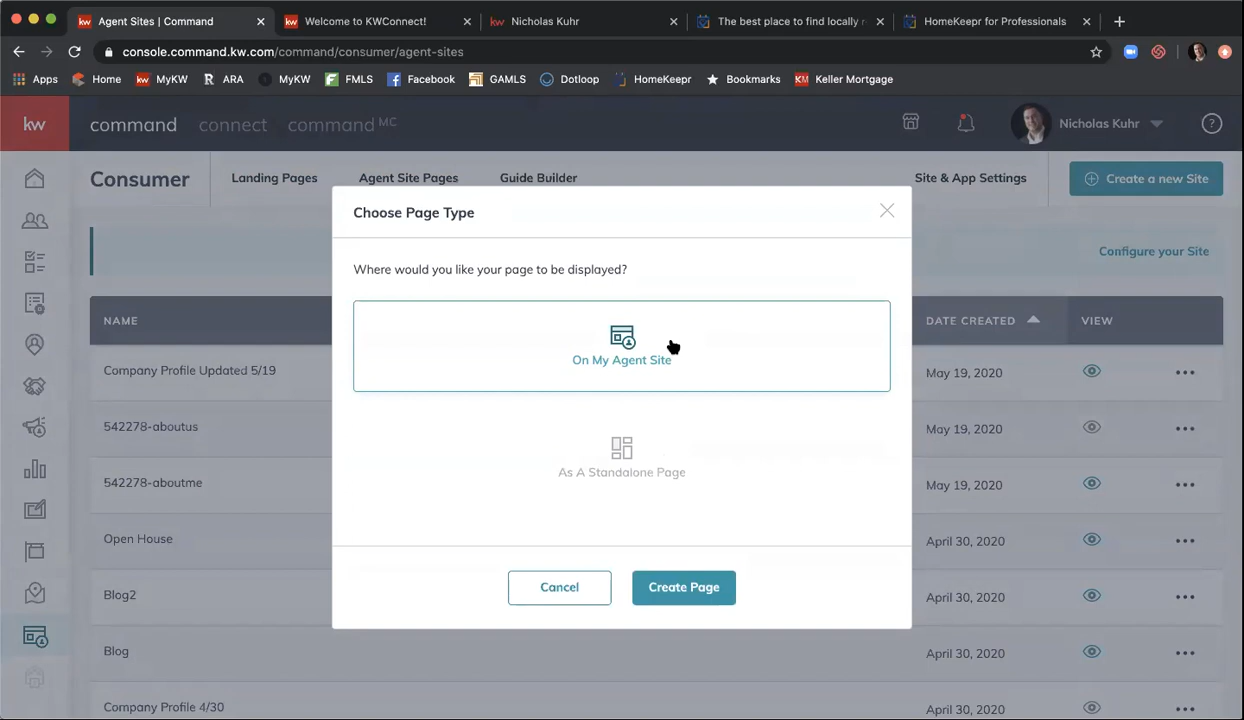 Agent Sites | Command
Welcome to KWConnect!
Nicholas Kuhr
The best place to find locally r
HomeKeepr for Professionals
console.command.kw.com/command/consumer/agent-sites
Apps
Home
MyKW
ARA
MyKW
FMLS
Facebook
GAMLS
Dotloop
HomeKeepr
Bookmarks
Keller Mortgage
kw
command
connect
command MC
Nicholas Kuhr
Consumer
Landing Pages
Agent Site Pages
Guide Builder
Site & App Settings
Create a new Site
Choose Page Type
Where would you like your page to be displayed?
Configure your Site
On My Agent Site
As A Standalone Page
Cancel
Create Page
NAME
DATE CREATED
VIEW
Company Profile Updated 5/19
May 19, 2020
542278-aboutus
May 19, 2020
542278-aboutme
May 19, 2020
Open House
April 30, 2020
Blog2
April 30, 2020
Blog
April 30, 2020
Company Profile 4/30
April 30, 2020